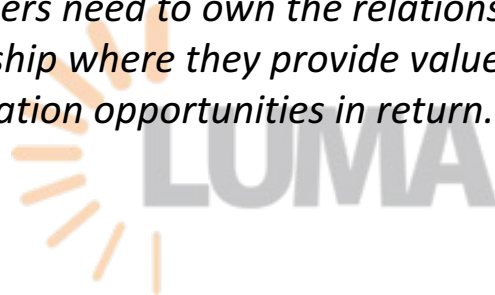 ers need to own the relations
ship where they provide value
ation opportunities in return.
LUMA